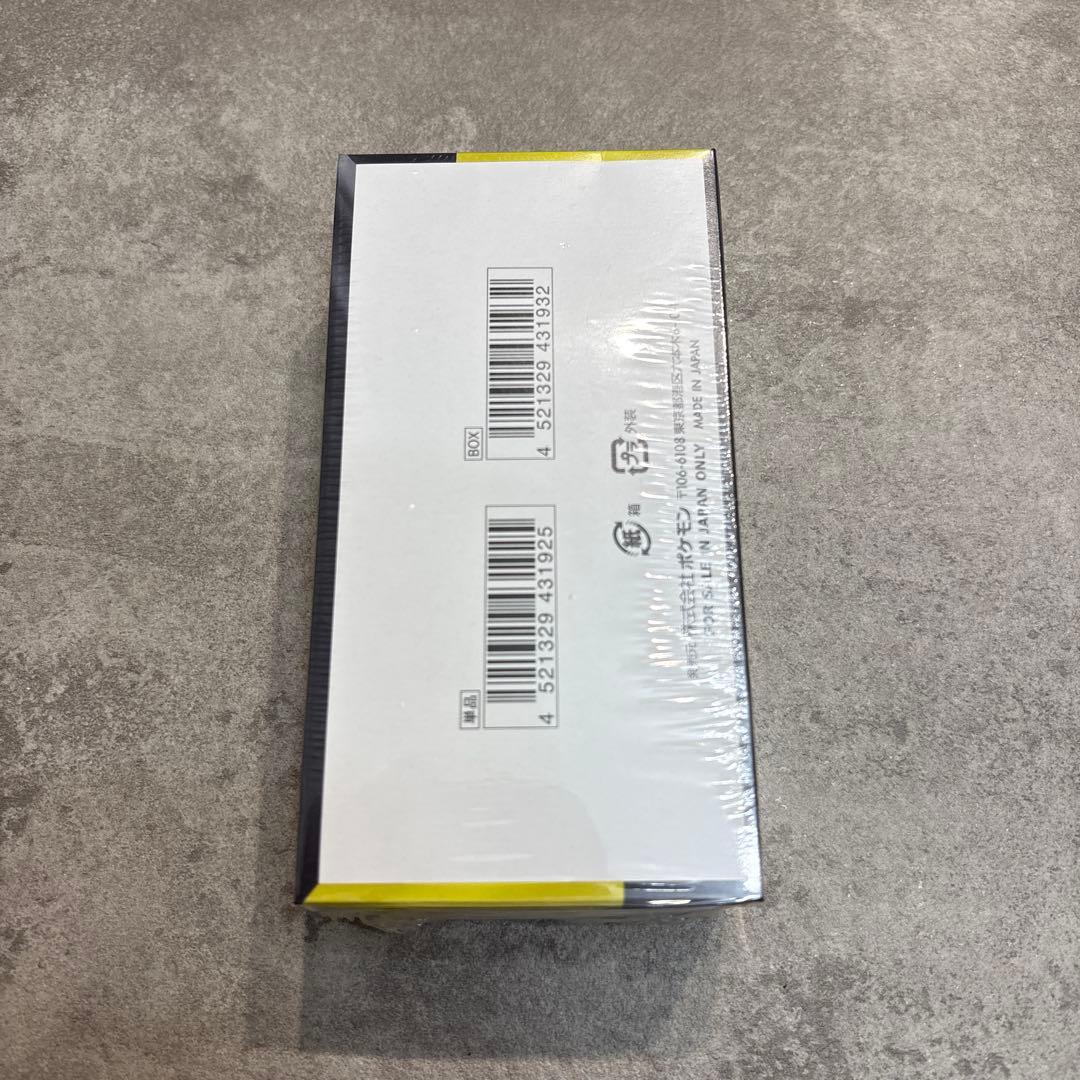 単品
4 521329 431925
BOX
4 521329 431932
紙 箱
プラ 外装
発売元 株式会社ポケモン 〒106-6108 東京都港区六本木6-10
FOR SALE IN JAPAN ONLY MADE IN JAPAN